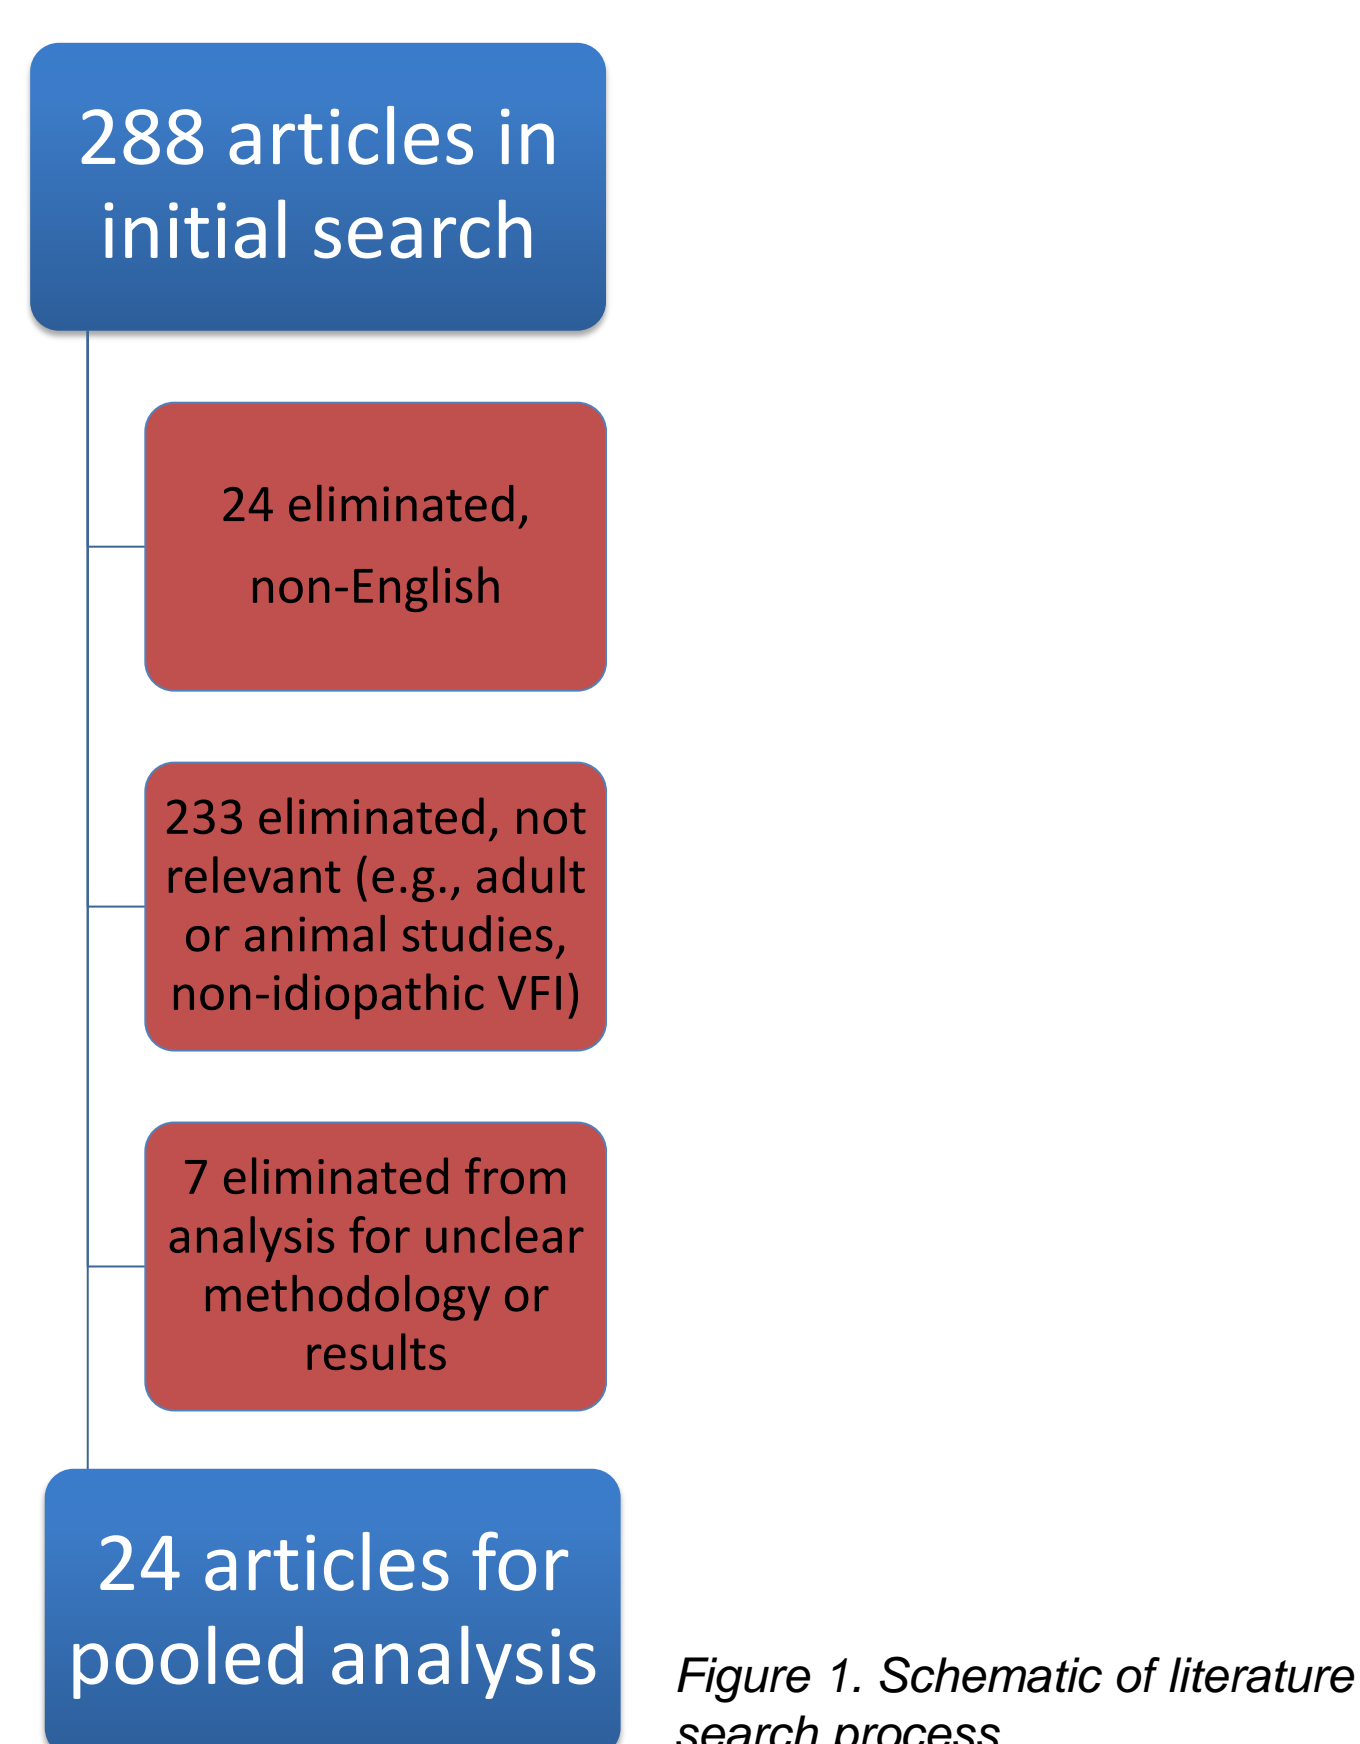 288 articles in
initial search
24 eliminated,
non-English
233 eliminated, not
relevant (e.g., adult
or animal studies,
non-idiopathic VFI)
7 eliminated from
analysis for unclear
methodology or
results
24 articles for
pooled analysis
Figure 1. Schematic of literature
search process